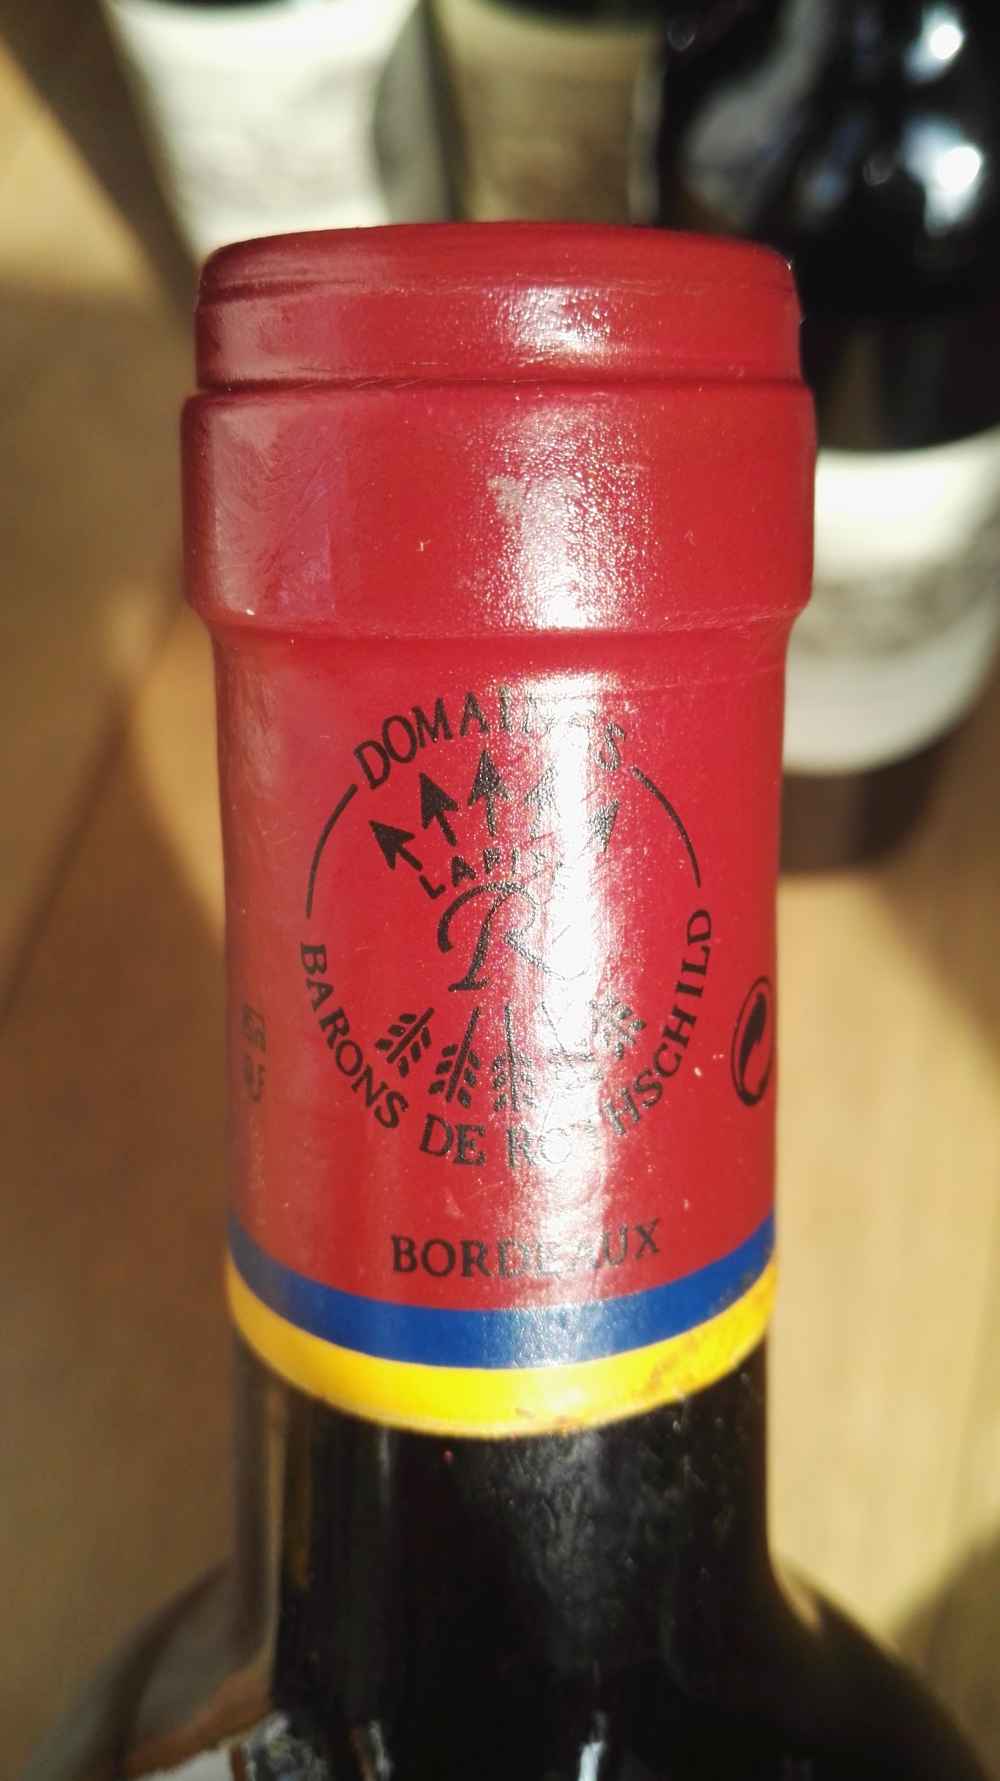 DOMAINES
LAFITE
R
BARONS DE ROTHSCHILD
BORDEAUX